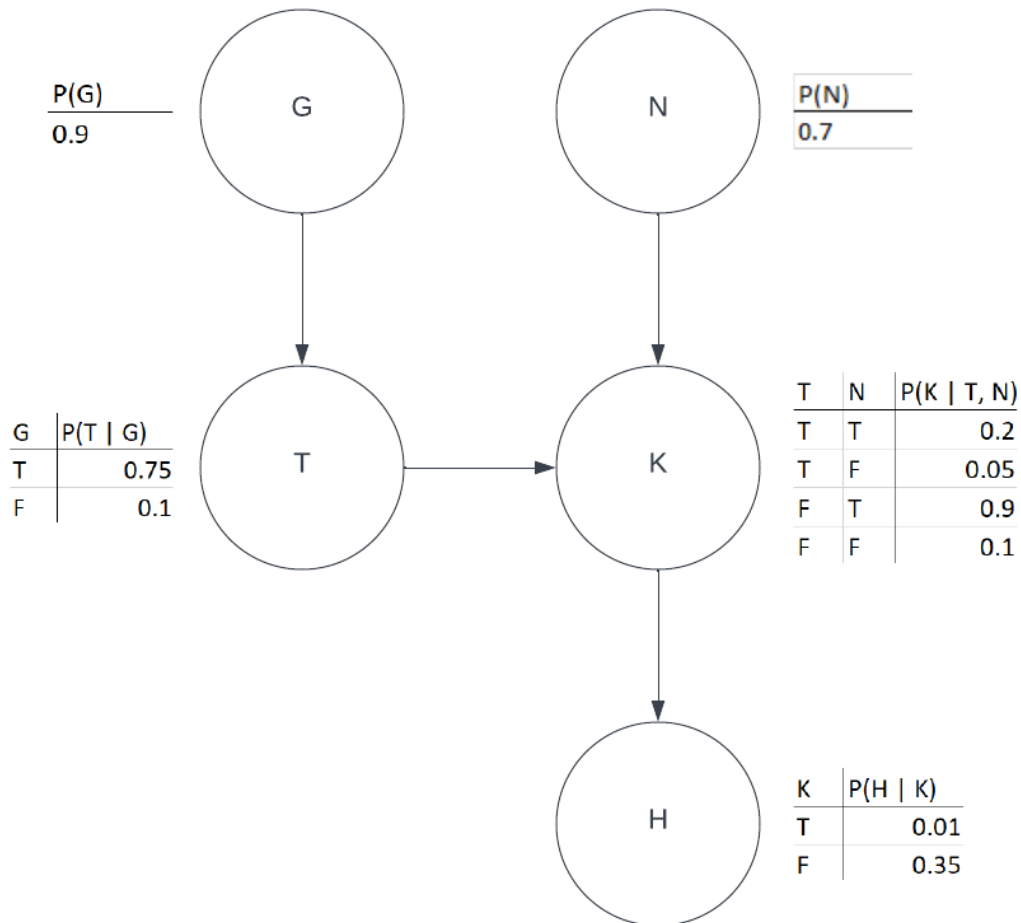 P(G)
0.9
G
N
P(N)
0.7
G P(T | G)
T 0.75
F 0.1
T
K
T N P(K | T, N)
T T 0.2
T F 0.05
F T 0.9
F F 0.1
H
K P(H | K)
T 0.01
F 0.35